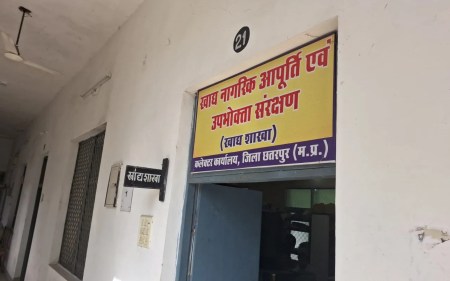 21
खाद्य नागरिक आपूर्ति एवं
उपभोक्ता संरक्षण
(खाद्य शाखा)
कलेक्टर कार्यालय, जिला छतरपुर (म.प्र.)
खाद्य शाखा